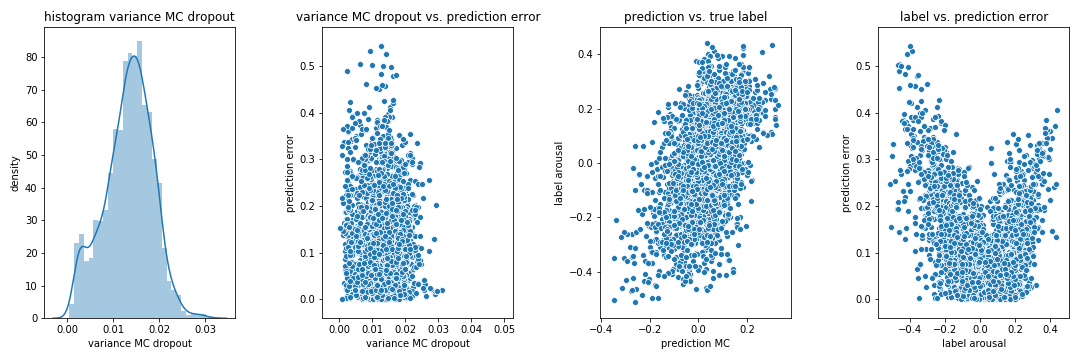 histogram variance MC dropout
80
70
60
50
40
30
20
10
0
density
0.00 0.01 0.02 0.03
variance MC dropout
variance MC dropout vs. prediction error
0.5
0.4
0.3
0.2
0.1
0.0
prediction error
0.00 0.01 0.02 0.03 0.04 0.05
variance MC dropout
prediction vs. true label
0.4
0.2
0.0
−0.2
−0.4
label arousal
−0.4 −0.2 0.0 0.2
prediction MC
label vs. prediction error
0.5
0.4
0.3
0.2
0.1
0.0
prediction error
−0.4 −0.2 0.0 0.2 0.4
label arousal